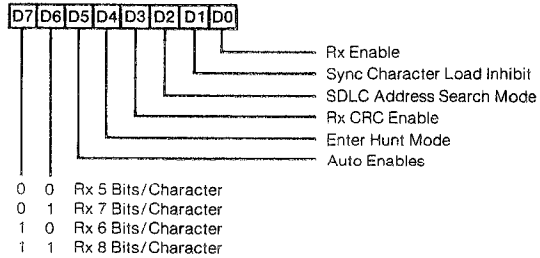 D7 D6 D5 D4 D3 D2 D1 D0
Rx Enable
Sync Character Load Inhibit
SDLC Address Search Mode
Rx CRC Enable
Enter Hunt Mode
Auto Enables
0 0 Rx 5 Bits/Character
0 1 Rx 7 Bits/Character
1 0 Rx 6 Bits/Character
1 1 Rx 8 Bits/Character